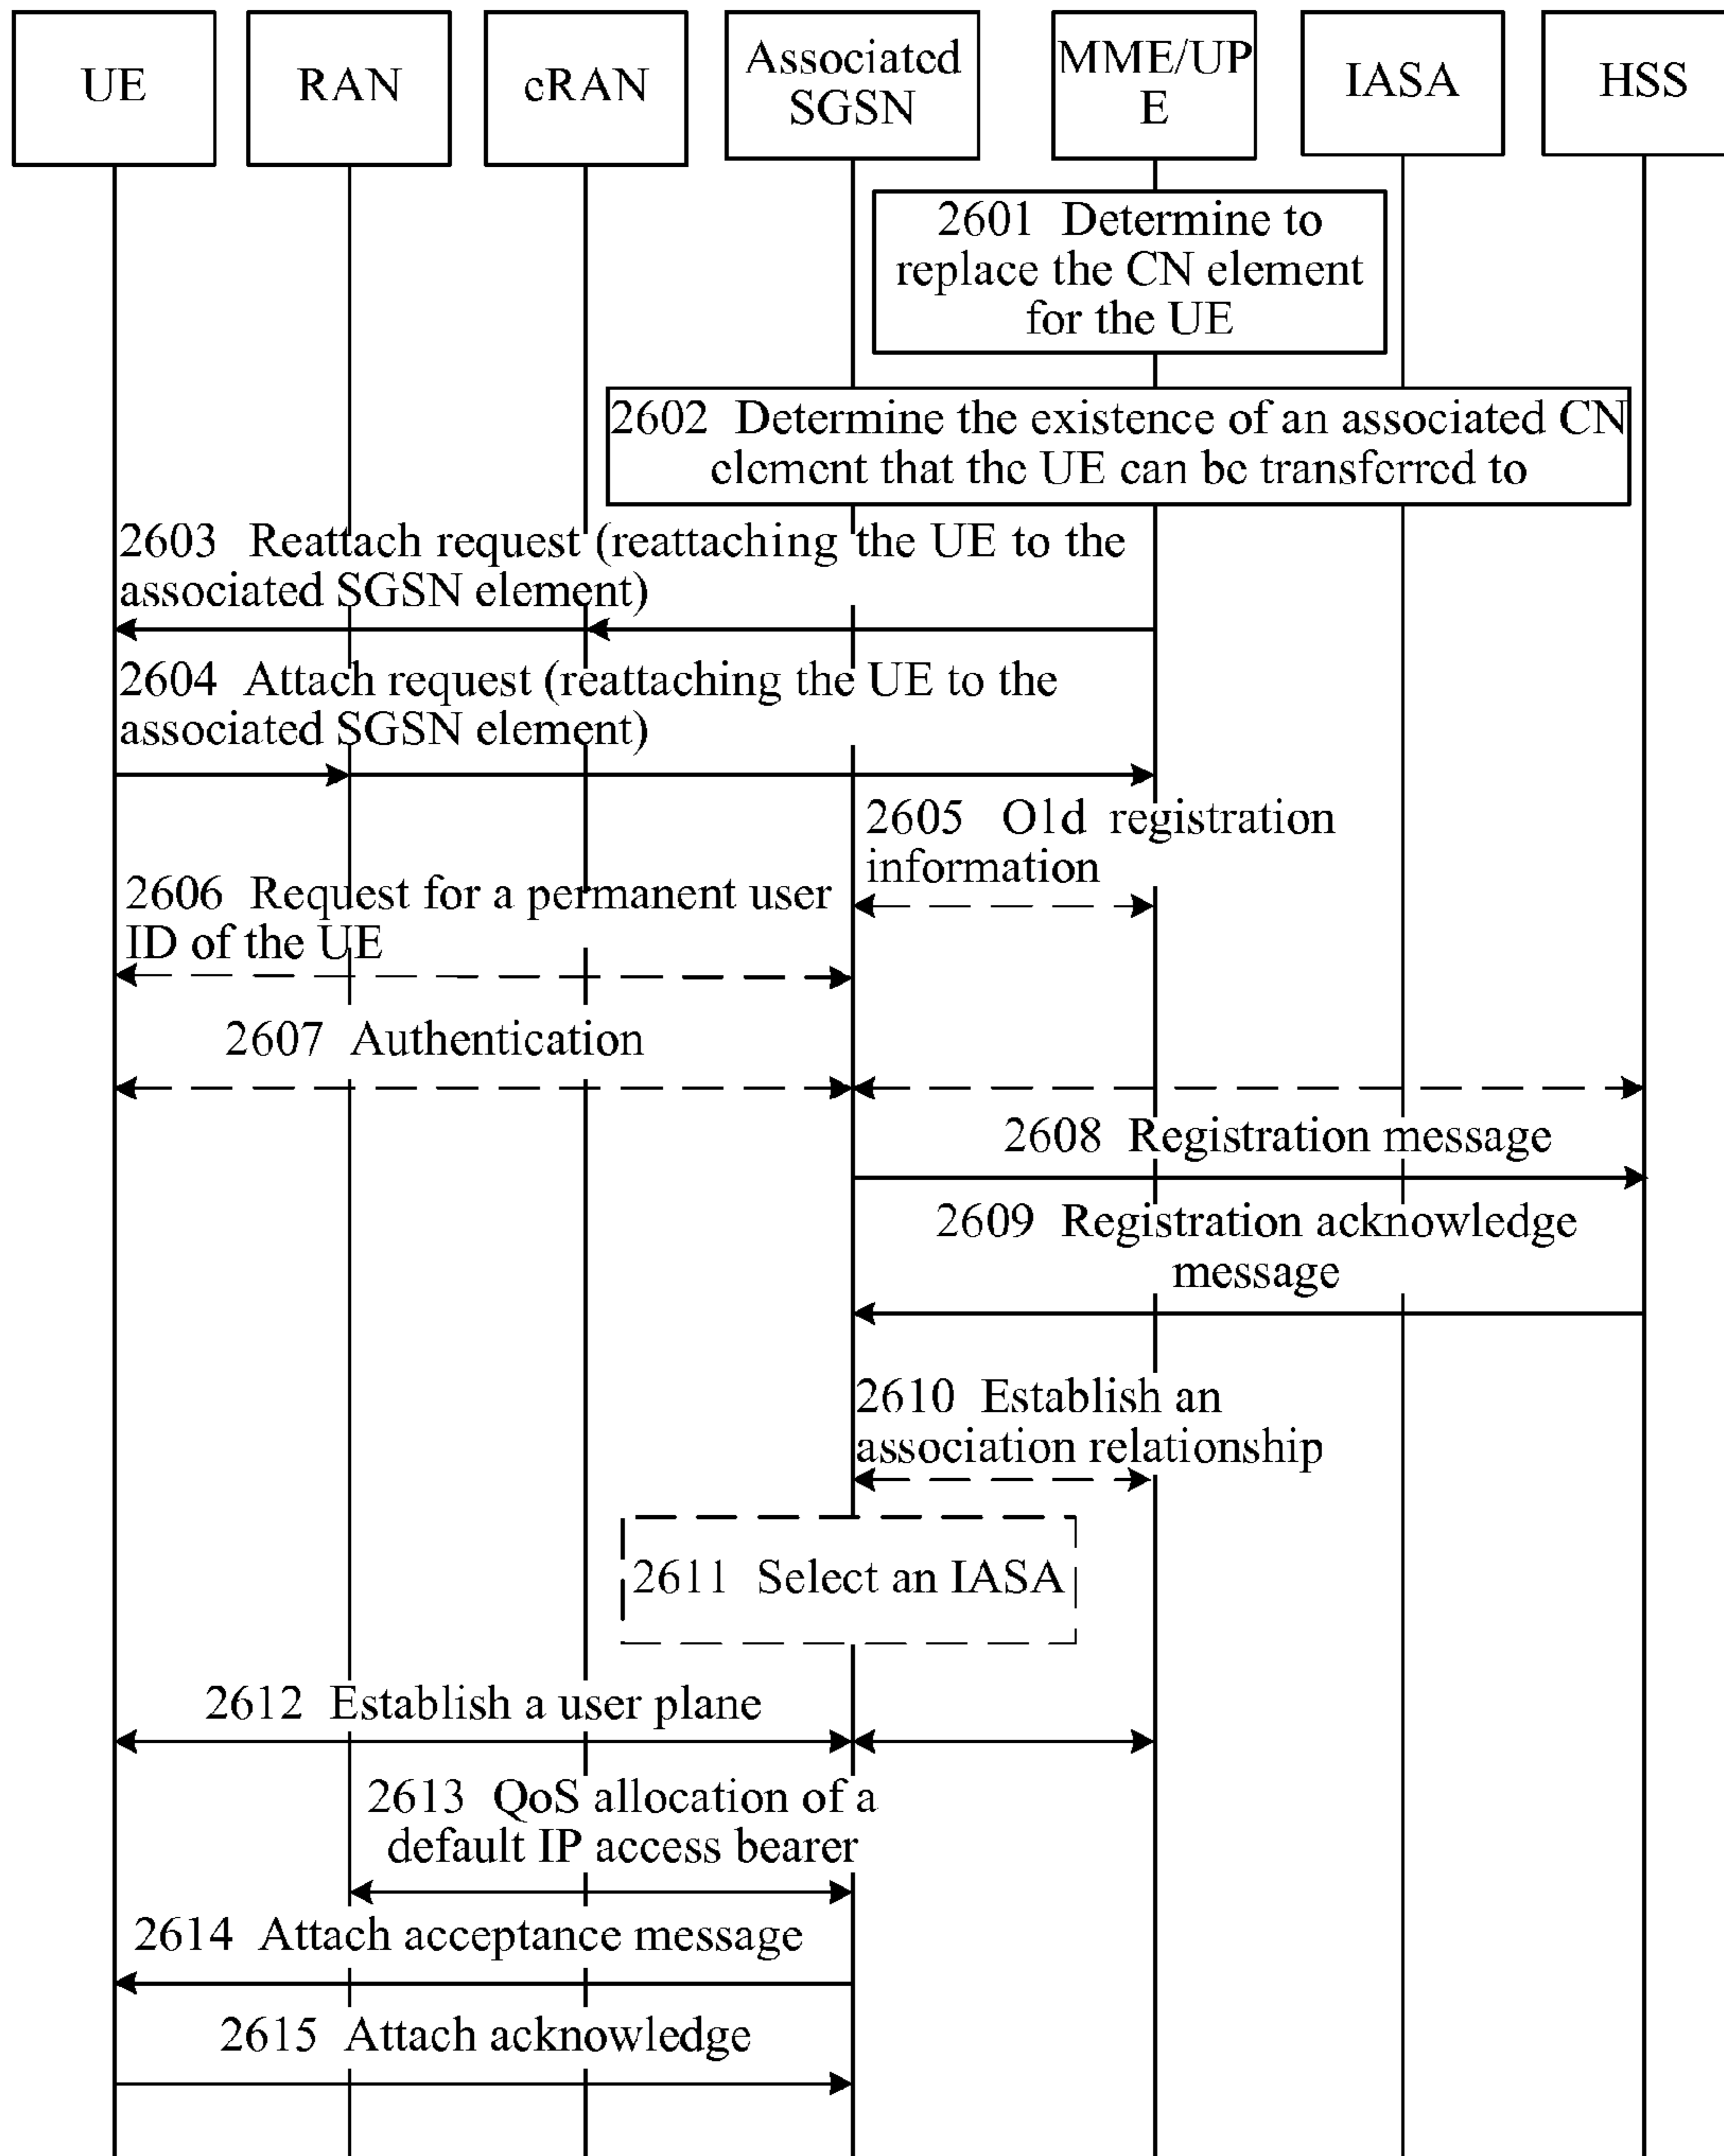 UE
RAN
eRAN
Associated
SGSN
MME/UP
E
IASA
HSS
2601 Determine to
replace the CN element
for the UE
2602 Determine the existence of an associated CN
element that the UE can be transferred to
2603 Reattach request (reattaching the UE to the
associated SGSN element)
2604 Attach request (reattaching the UE to the
associated SGSN element)
2605 Old registration
information
2606 Request for a permanent user
ID of the UE
2607 Authentication
2608 Registration message
2609 Registration acknowledge
message
2610 Establish an
association relationship
2611 Select an IASA
2612 Establish a user plane
2613 QoS allocation of a
default IP access bearer
2614 Attach acceptance message
2615 Attach acknowledge